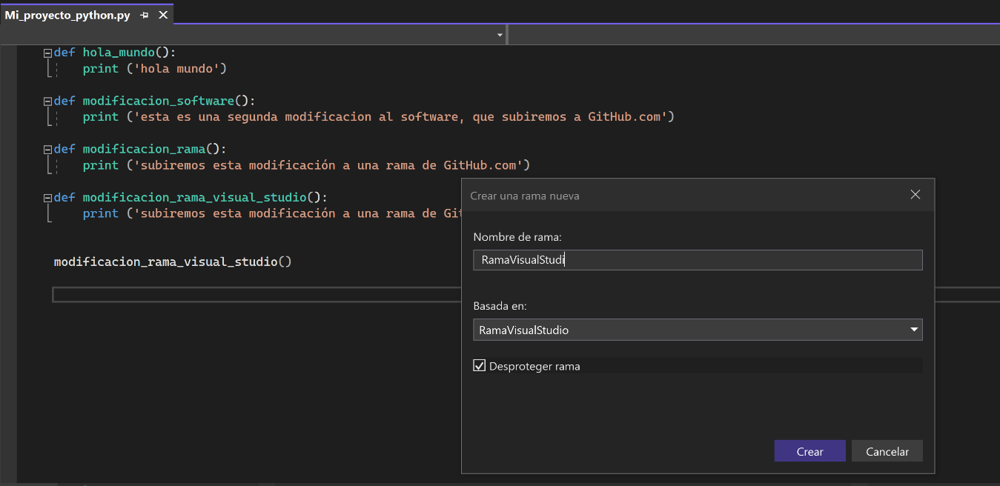 Mi_proyecto_python.py
def hola_mundo():
print ('hola mundo')
def modificacion_software():
print ('esta es una segunda modificacion al software, que subiremos a GitHub.com')
def modificacion_rama():
print ('subiremos esta modificación a una rama de GitHub.com')
def modificacion_rama_visual_studio():
print ('subiremos esta modificación a una rama de Git
modificacion_rama_visual_studio()
Crear una rama nueva
Nombre de rama:
RamaVisualStudi
Basada en:
RamaVisualStudio
Desproteger rama
Crear
Cancelar